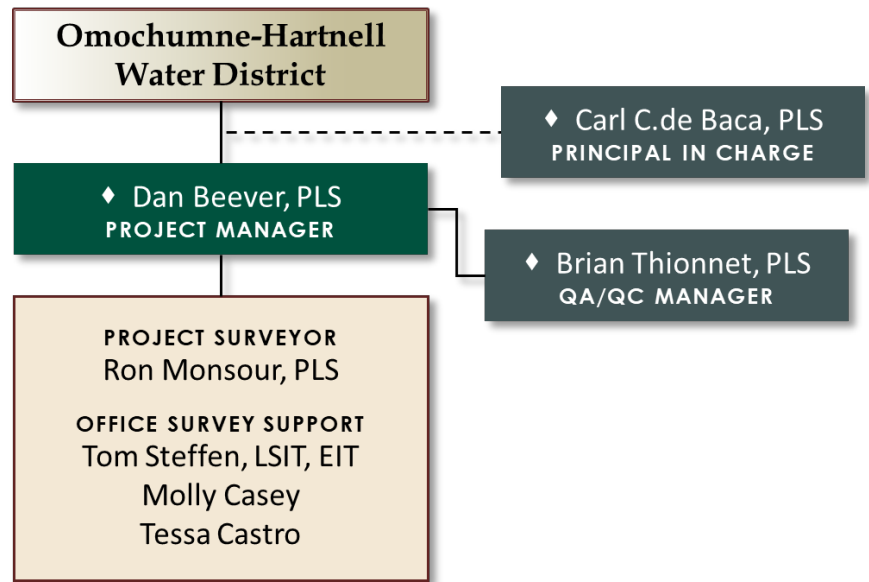 Omochumne-Hartnell
Water District
♦ Carl C.de Baca, PLS
PRINCIPAL IN CHARGE
♦ Dan Beever, PLS
PROJECT MANAGER
♦ Brian Thionnet, PLS
QA/QC MANAGER
PROJECT SURVEYOR
Ron Monsour, PLS
OFFICE SURVEY SUPPORT
Tom Steffen, LSIT, EIT
Molly Casey
Tessa Castro